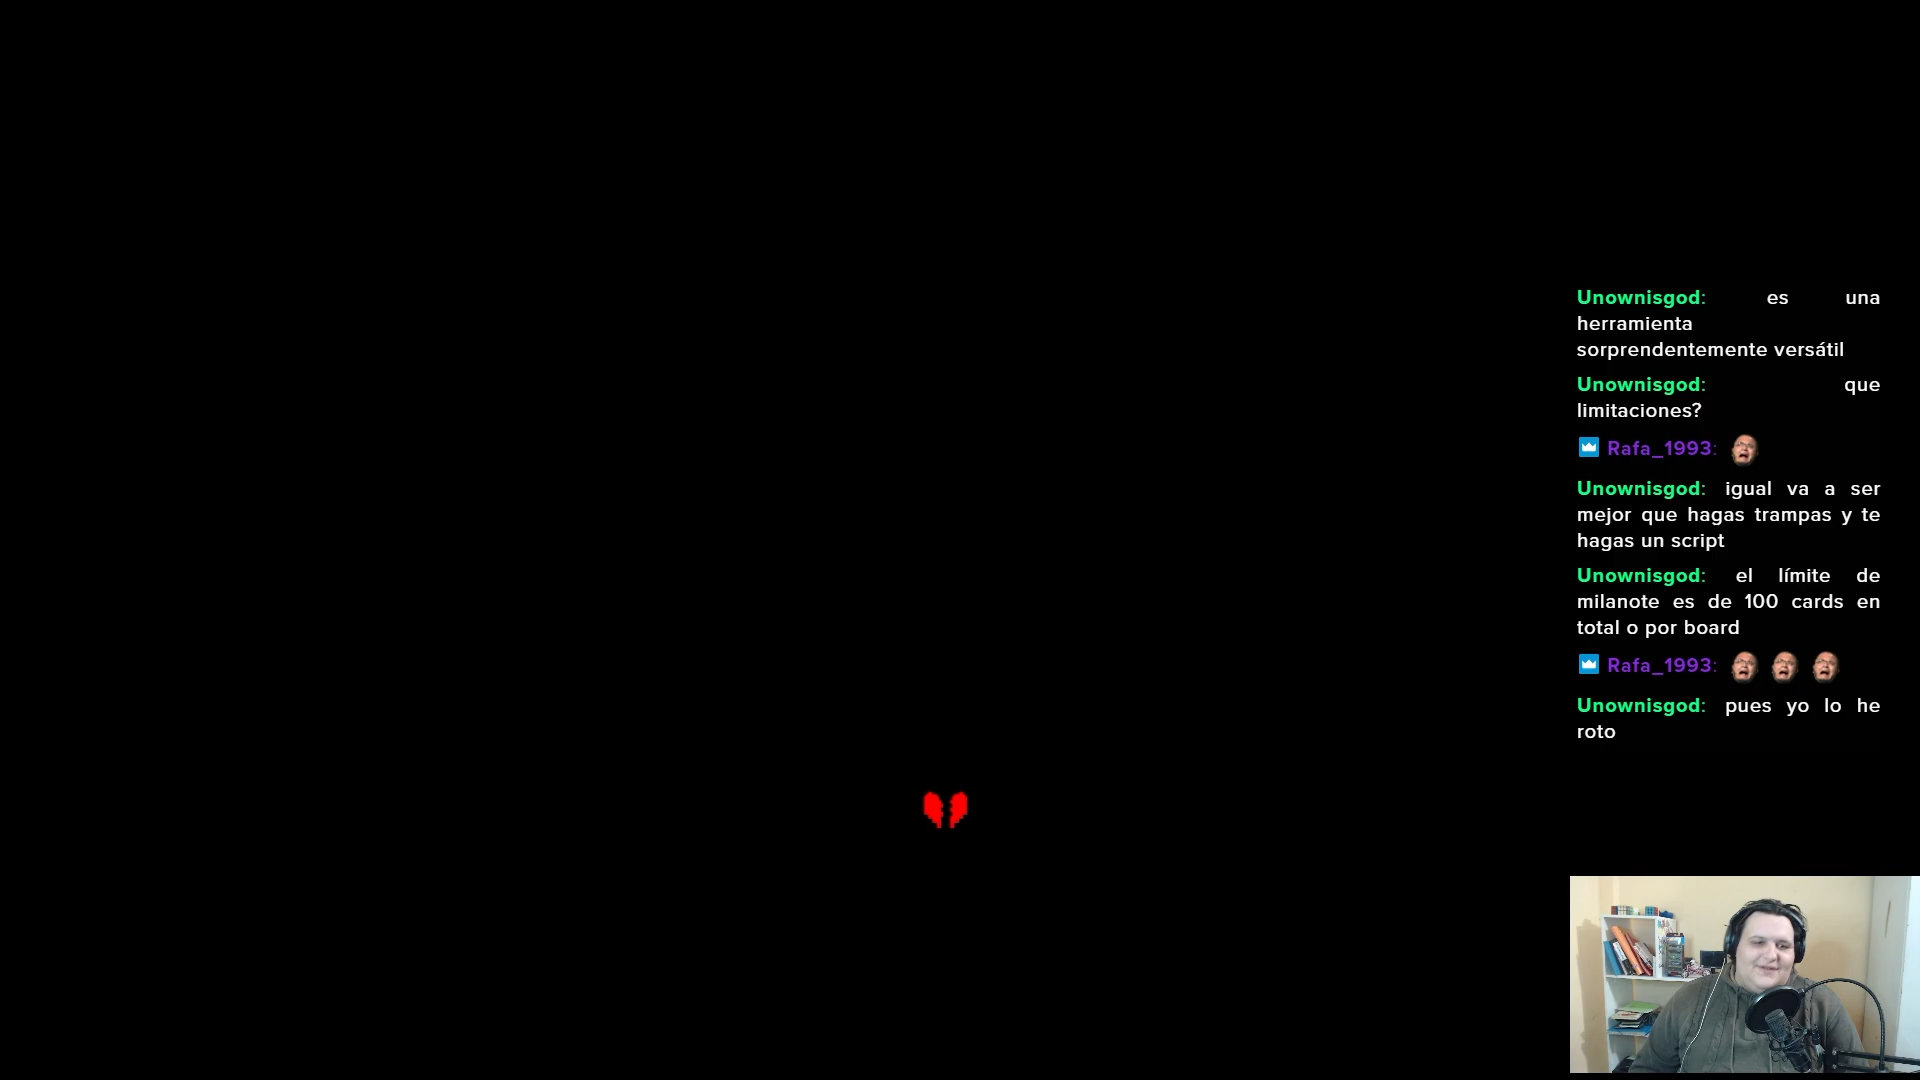 Unownisgod: es una
herramienta
sorprendentemente versátil
Unownisgod: que
limitaciones?
Rafa_1993:
Unownisgod: igual va a ser
mejor que hagas trampas y te
hagas un script
Unownisgod: el límite de
milanote es de 100 cards en
total o por board
Rafa_1993:
Unownisgod: pues yo lo he
roto